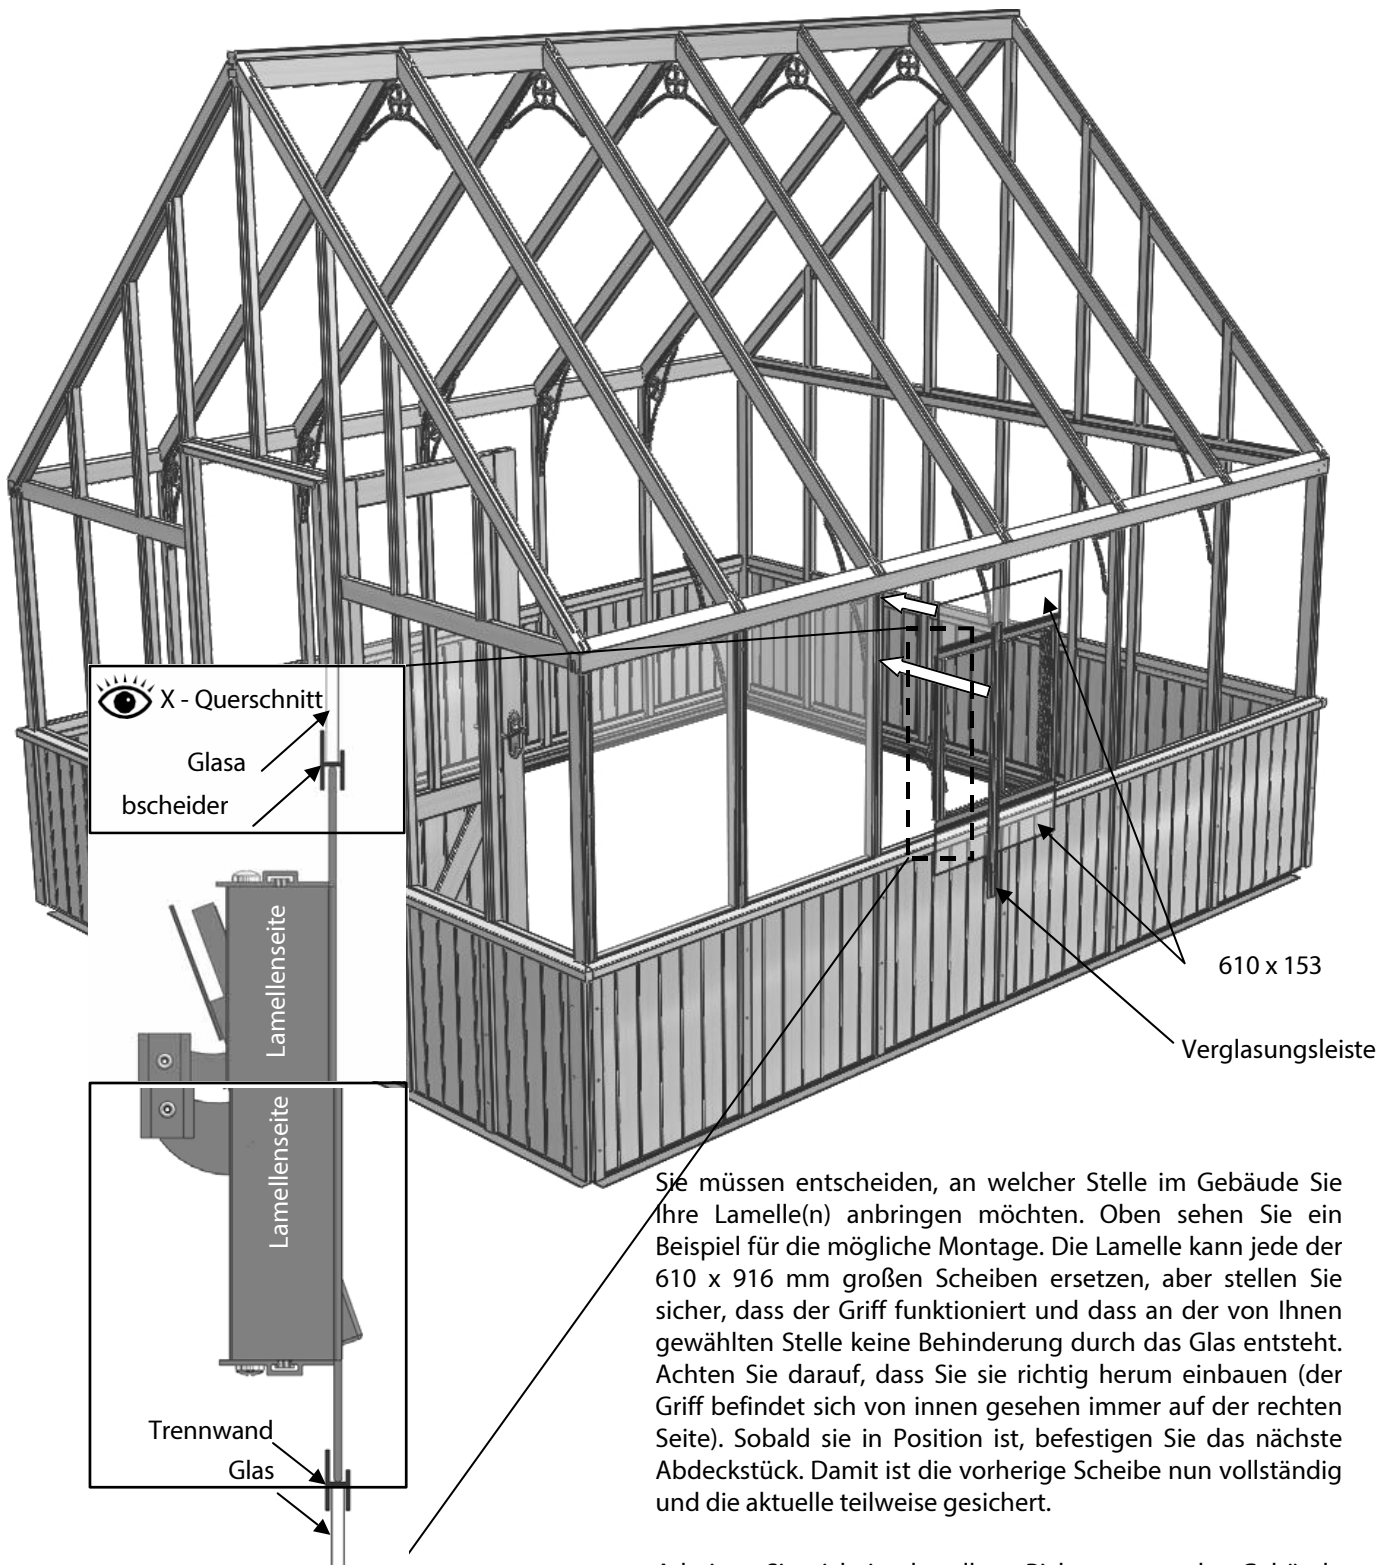 X - Querschnitt
Glasa
bscheider
Lamellenseite
Lamellenseite
Trennwand
Glas
610 x 153
Verglasungsleiste
Sie müssen entscheiden, an welcher Stelle im Gebäude Sie
Ihre Lamelle(n) anbringen möchten. Oben sehen Sie ein
Beispiel für die mögliche Montage. Die Lamelle kann jede der
610 x 916 mm großen Scheiben ersetzen, aber stellen Sie
sicher, dass der Griff funktioniert und dass an der von Ihnen
gewählten Stelle keine Behinderung durch das Glas entsteht.
Achten Sie darauf, dass Sie sie richtig herum einbauen (der
Griff befindet sich von innen gesehen immer auf der rechten
Seite). Sobald sie in Position ist, befestigen Sie das nächste
Abdeckstück. Damit ist die vorherige Scheibe nun vollständig
und die aktuelle teilweise gesichert.